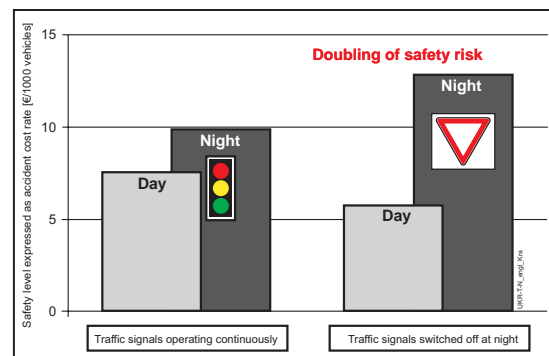 Safety level expressed as accident cost rate [€/1000 vehicles]
15
10
5
0
Doubling of safety risk
Day
Night
Day
Night
UKR-T-N_engl_Kra
Traffic signals operating continuously
Traffic signals switched off at night